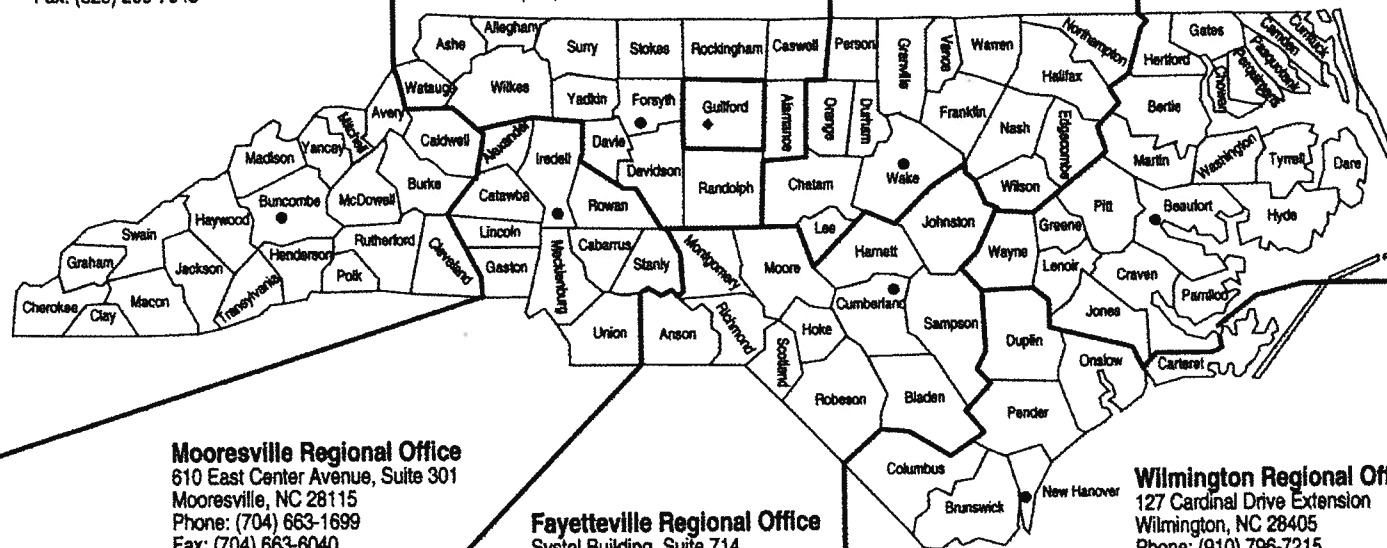 Alleghany
Ashe
Surry
Stokes
Rockingham
Caswell
Person
Granville
Vance
Warren
Northampton
Gates
Camden
Currituck
Pasquotank
Perquimans
Chowan
Hertford
Halifax
Watauga
Wilkes
Yadkin
Forsyth
Guilford
Alamance
Orange
Durham
Franklin
Nash
Edgecombe
Bertie
Avery
Mitchell
Caldwell
Alexander
Iredell
Davie
Davidson
Randolph
Chatam
Wake
Wilson
Martin
Washington
Tyrrell
Dare
Madison
Yancey
Burke
McDowell
Catawba
Rowan
Buncombe
Haywood
Swain
Graham
Cherokee
Clay
Macon
Jackson
Transylvania
Henderson
Polk
Rutherford
Cleveland
Lincoln
Gaston
Mecklenburg
Cabarrus
Stanly
Union
Anson
Montgomery
Richmond
Moore
Lee
Harnett
Johnston
Wayne
Greene
Lenoir
Pitt
Beaufort
Hyde
Craven
Pamlico
Jones
Carteret
Onslow
Duplin
Sampson
Cumberland
Hoke
Scotland
Robeson
Bladen
Pender
Columbus
Brunswick
New Hanover
Mooresville Regional Office
610 East Center Avenue, Suite 301
Mooresville, NC 28115
Phone: (704) 663-1699
Fax: (704) 663-6040
Fayetteville Regional Office
Systel Building, Suite 714
Wilmington Regional Off
127 Cardinal Drive Extension
Wilmington, NC 28405
Phone: (910) 796-7215